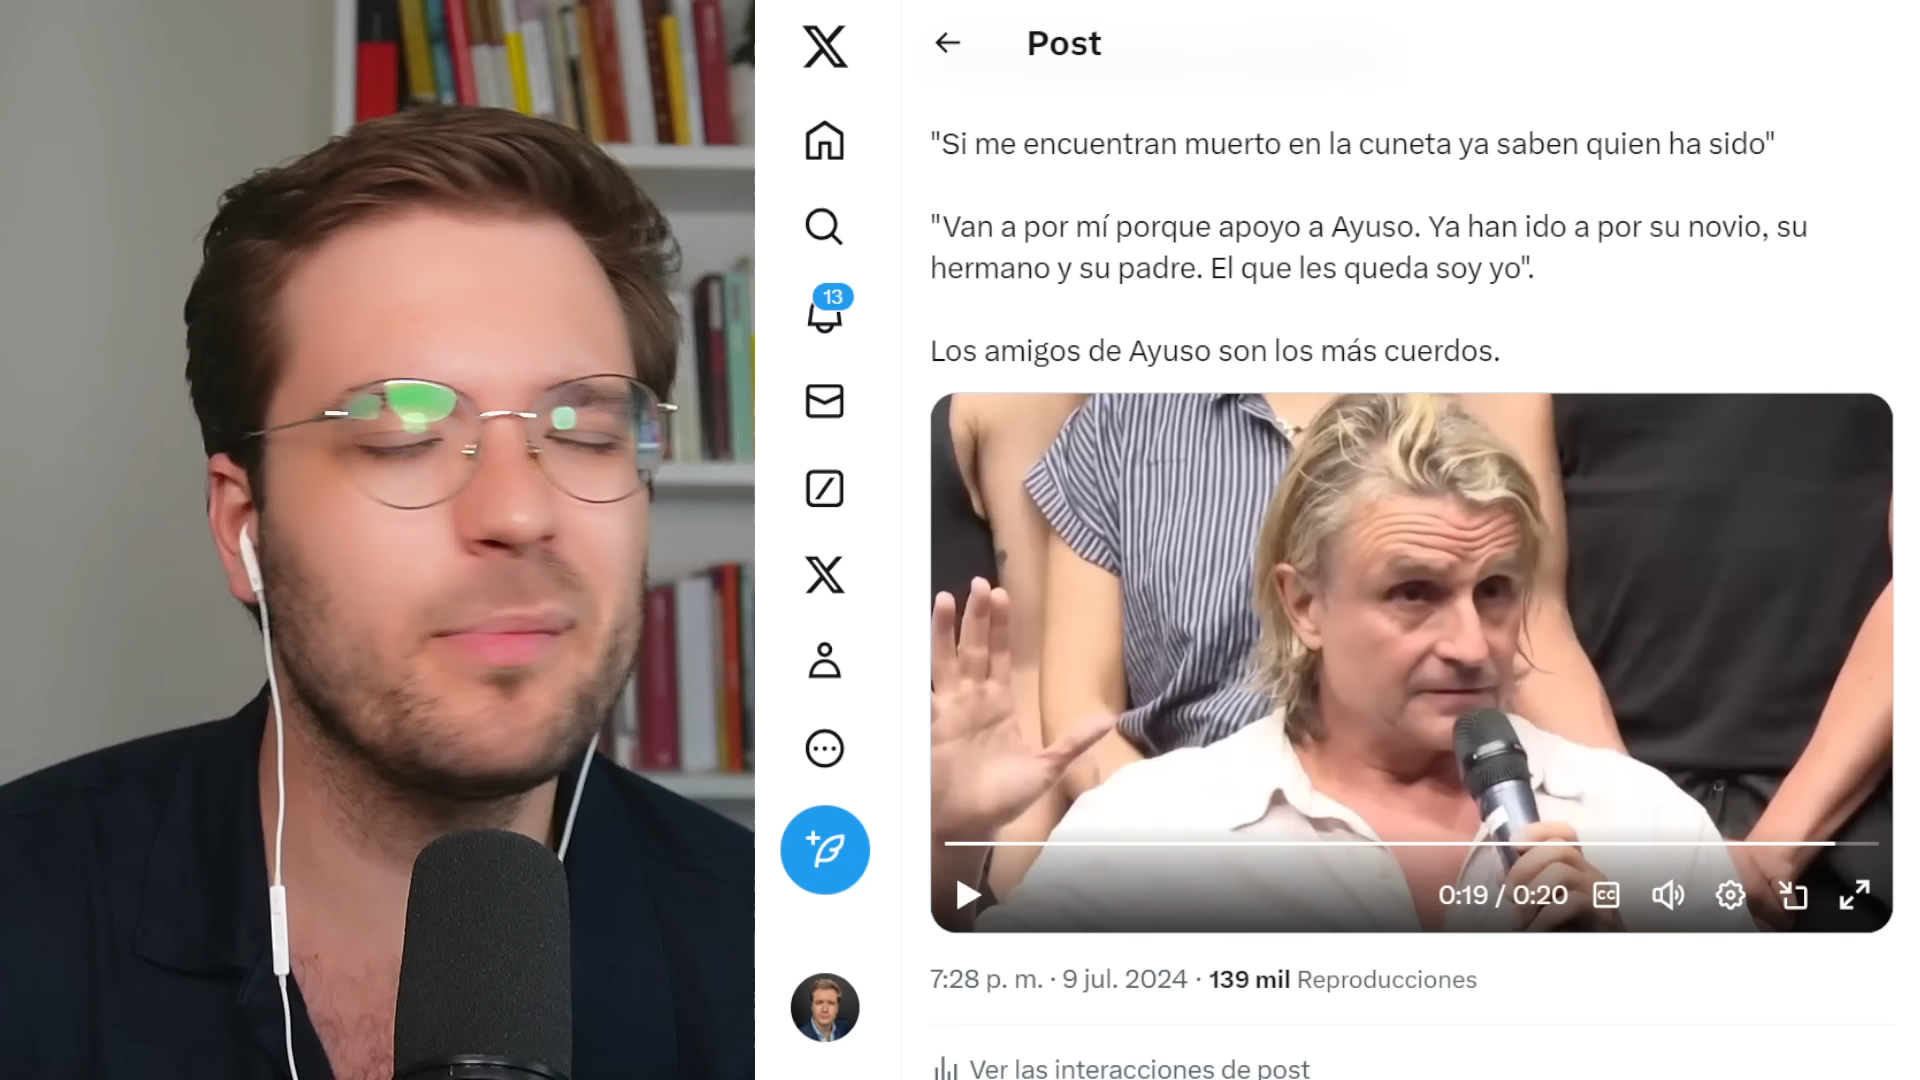 Post
13
"Si me encuentran muerto en la cuneta ya saben quien ha sido"
"Van a por mí porque apoyo a Ayuso. Ya han ido a por su novio, su
hermano y su padre. El que les queda soy yo".
Los amigos de Ayuso son los más cuerdos.
0:19 / 0:20
CC
7:28 p. m. · 9 jul. 2024 · 139 mil Reproducciones
Ver las interacciones de post